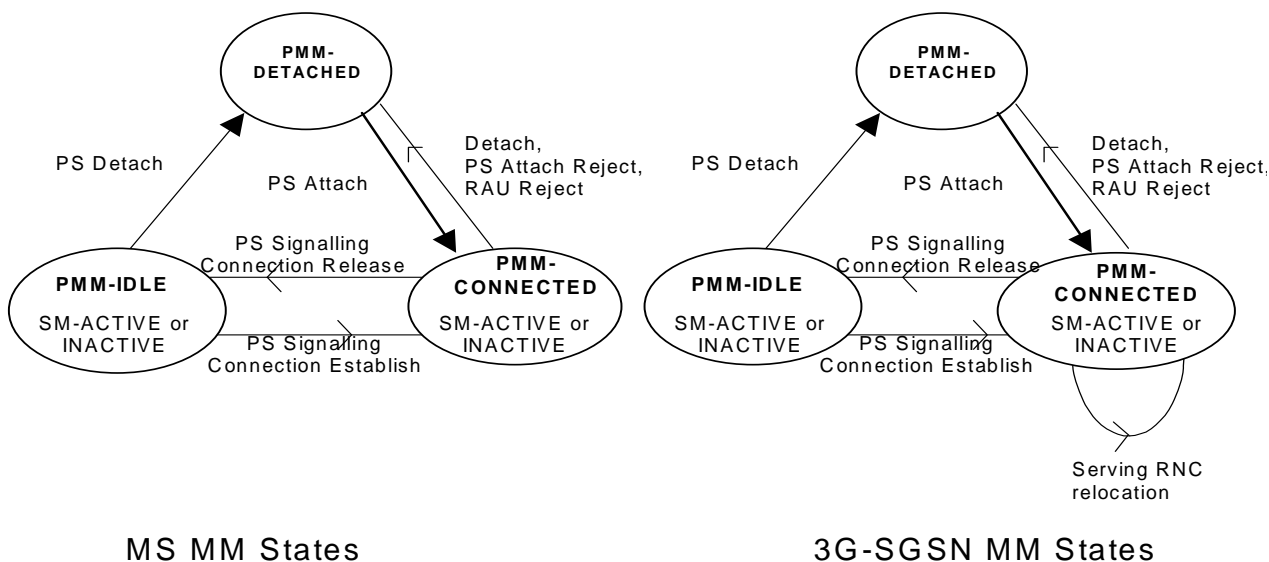 PMM-
DETACHED
PS Detach
PS Attach
Detach,
PS Attach Reject,
RAU Reject
PS Signalling
Connection Release
PMM-IDLE
SM-ACTIVE or
INACTIVE
PMM-
CONNECTED
SM-ACTIVE or
INACTIVE
PS Signalling
Connection Establish
MS MM States
PMM-
DETACHED
PS Detach
PS Attach
Detach,
PS Attach Reject,
RAU Reject
PS Signalling
Connection Release
PMM-IDLE
SM-ACTIVE or
INACTIVE
PMM-
CONNECTED
SM-ACTIVE or
INACTIVE
PS Signalling
Connection Establish
Serving RNC
relocation
3G-SGSN MM States